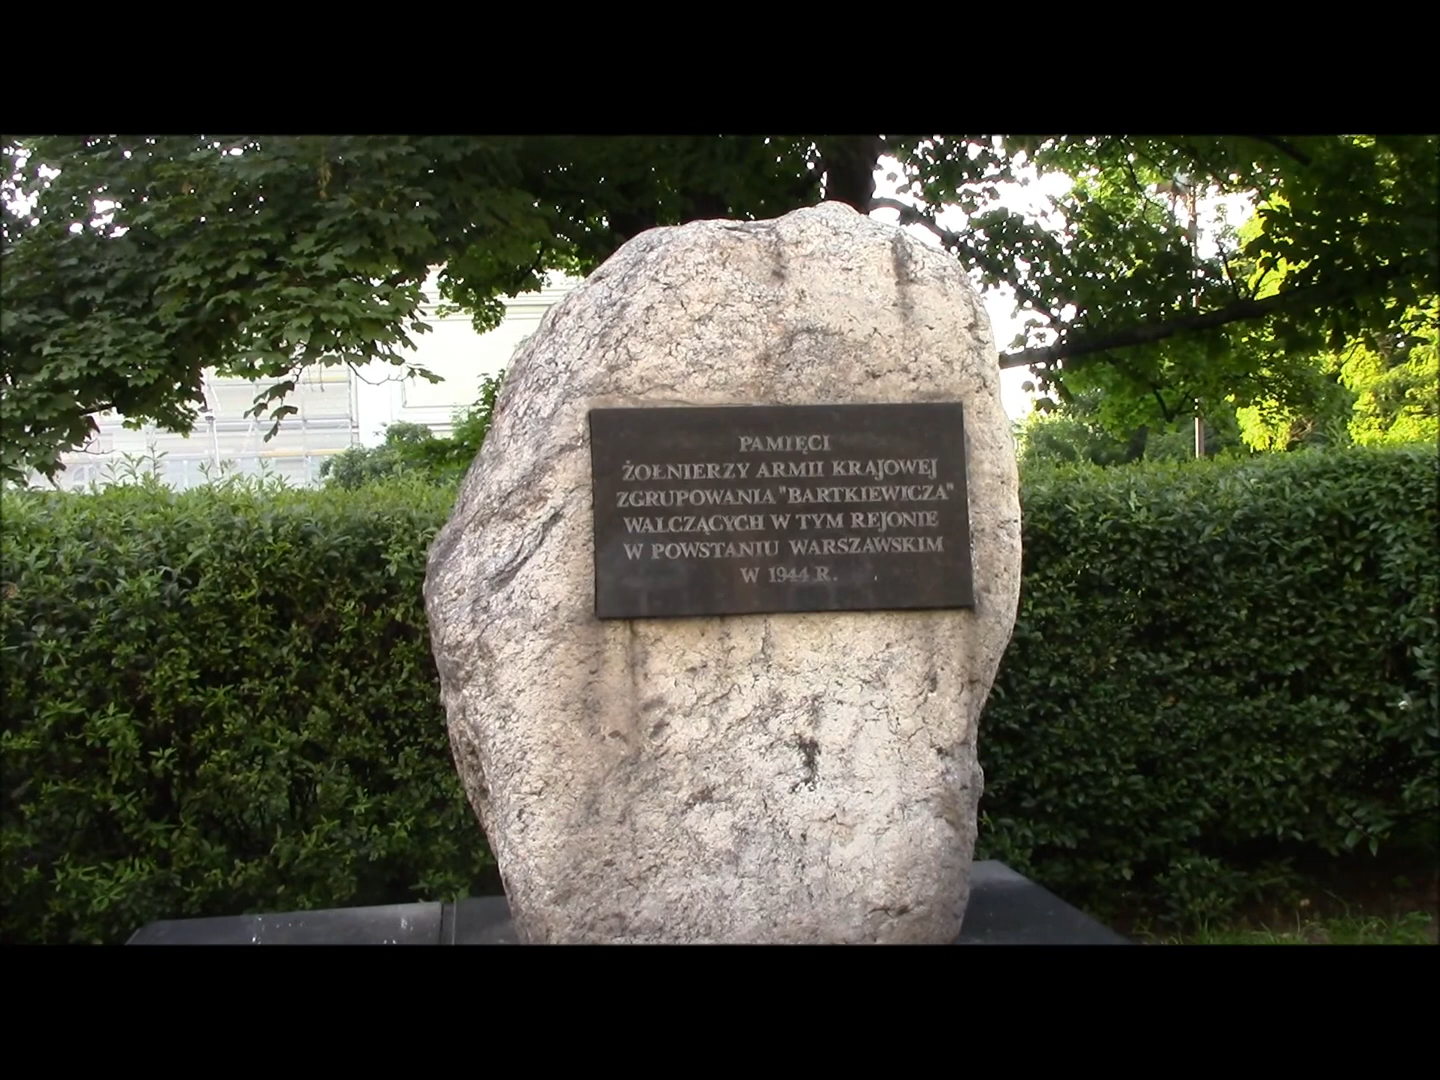 PAMIĘCI
ŻOŁNIERZY ARMII KRAJOWEJ
ZGRUPOWANIA "BARTKIEWICZA"
WALCZĄCYCH W TYM REJONIE
W POWSTANIU WARSZAWSKIM
W 1944 R.